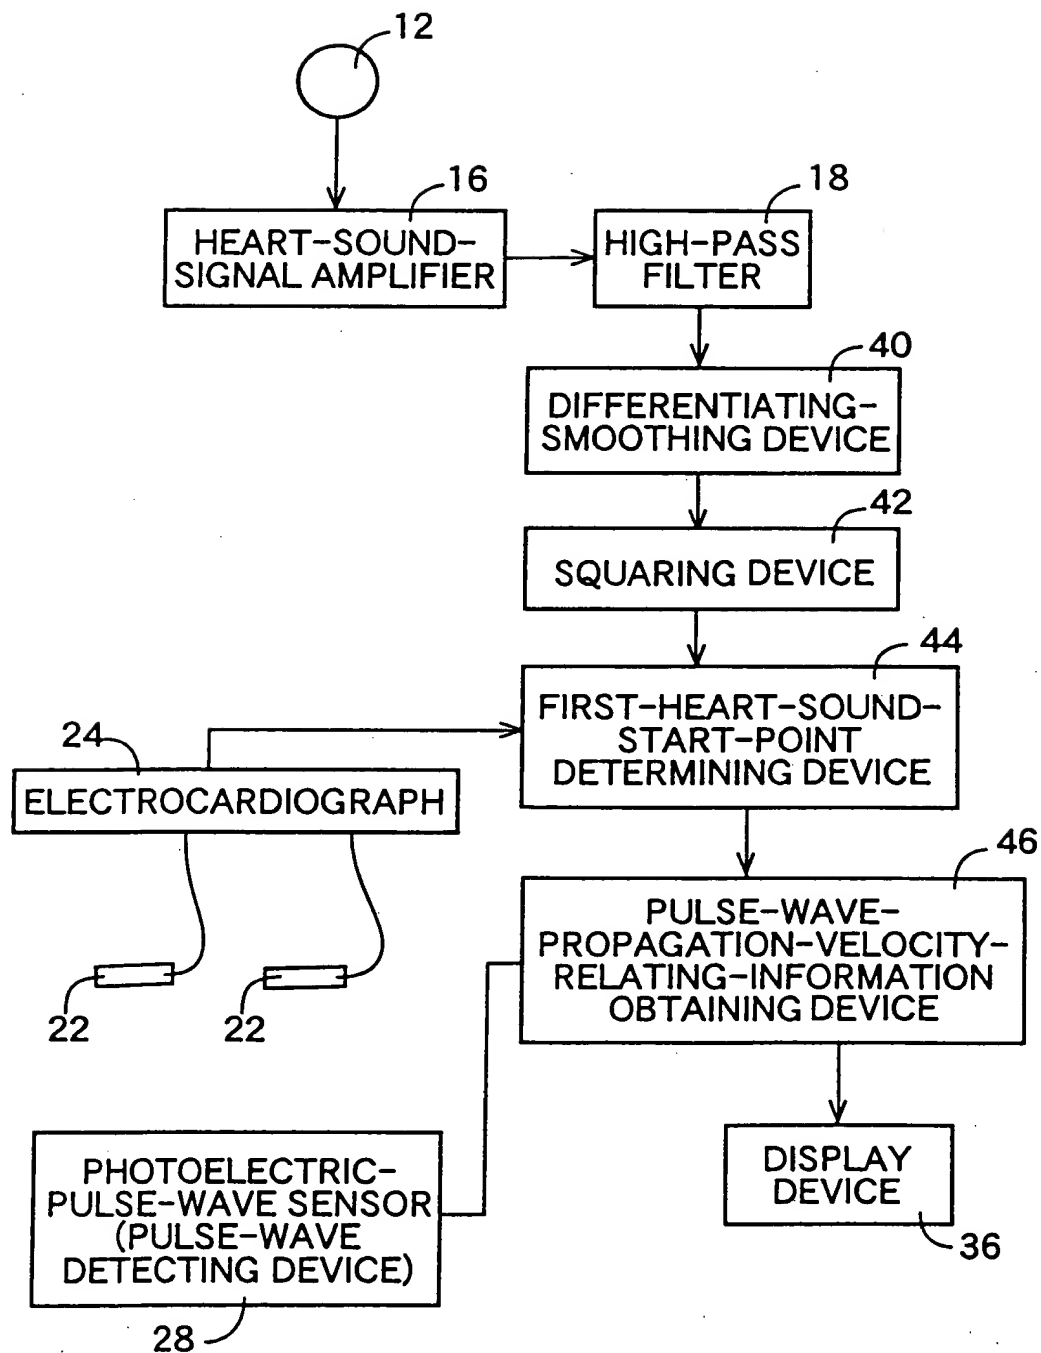 12
16
18
HEART-SOUND-
SIGNAL AMPLIFIER
HIGH-PASS
FILTER
40
DIFFERENTIATING-
SMOOTHING DEVICE
42
SQUARING DEVICE
44
FIRST-HEART-SOUND-
START-POINT
DETERMINING DEVICE
24
ELECTROCARDIOGRAPH
46
PULSE-WAVE-
PROPAGATION-VELOCITY-
RELATING-INFORMATION
OBTAINING DEVICE
22
22
PHOTOELECTRIC-
PULSE-WAVE SENSOR
(PULSE-WAVE
DETECTING DEVICE)
DISPLAY
DEVICE
36
28